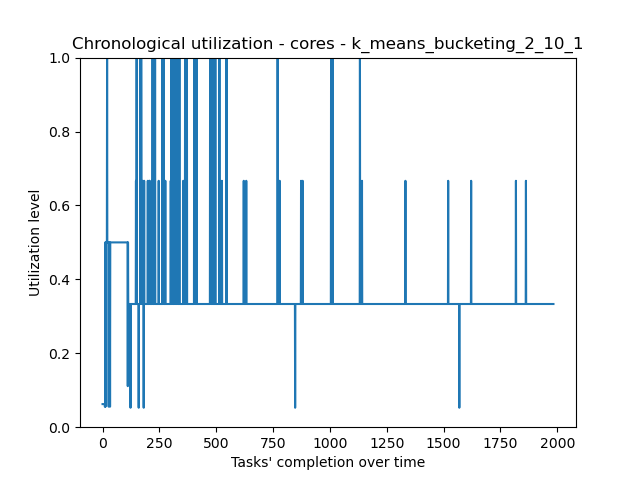 Chronological utilization - cores - k_means_bucketing_2_10_1
1.0
0.8
0.6
0.4
0.2
0.0
Utilization level
0 250 500 750 1000 1250 1500 1750 2000
Tasks' completion over time